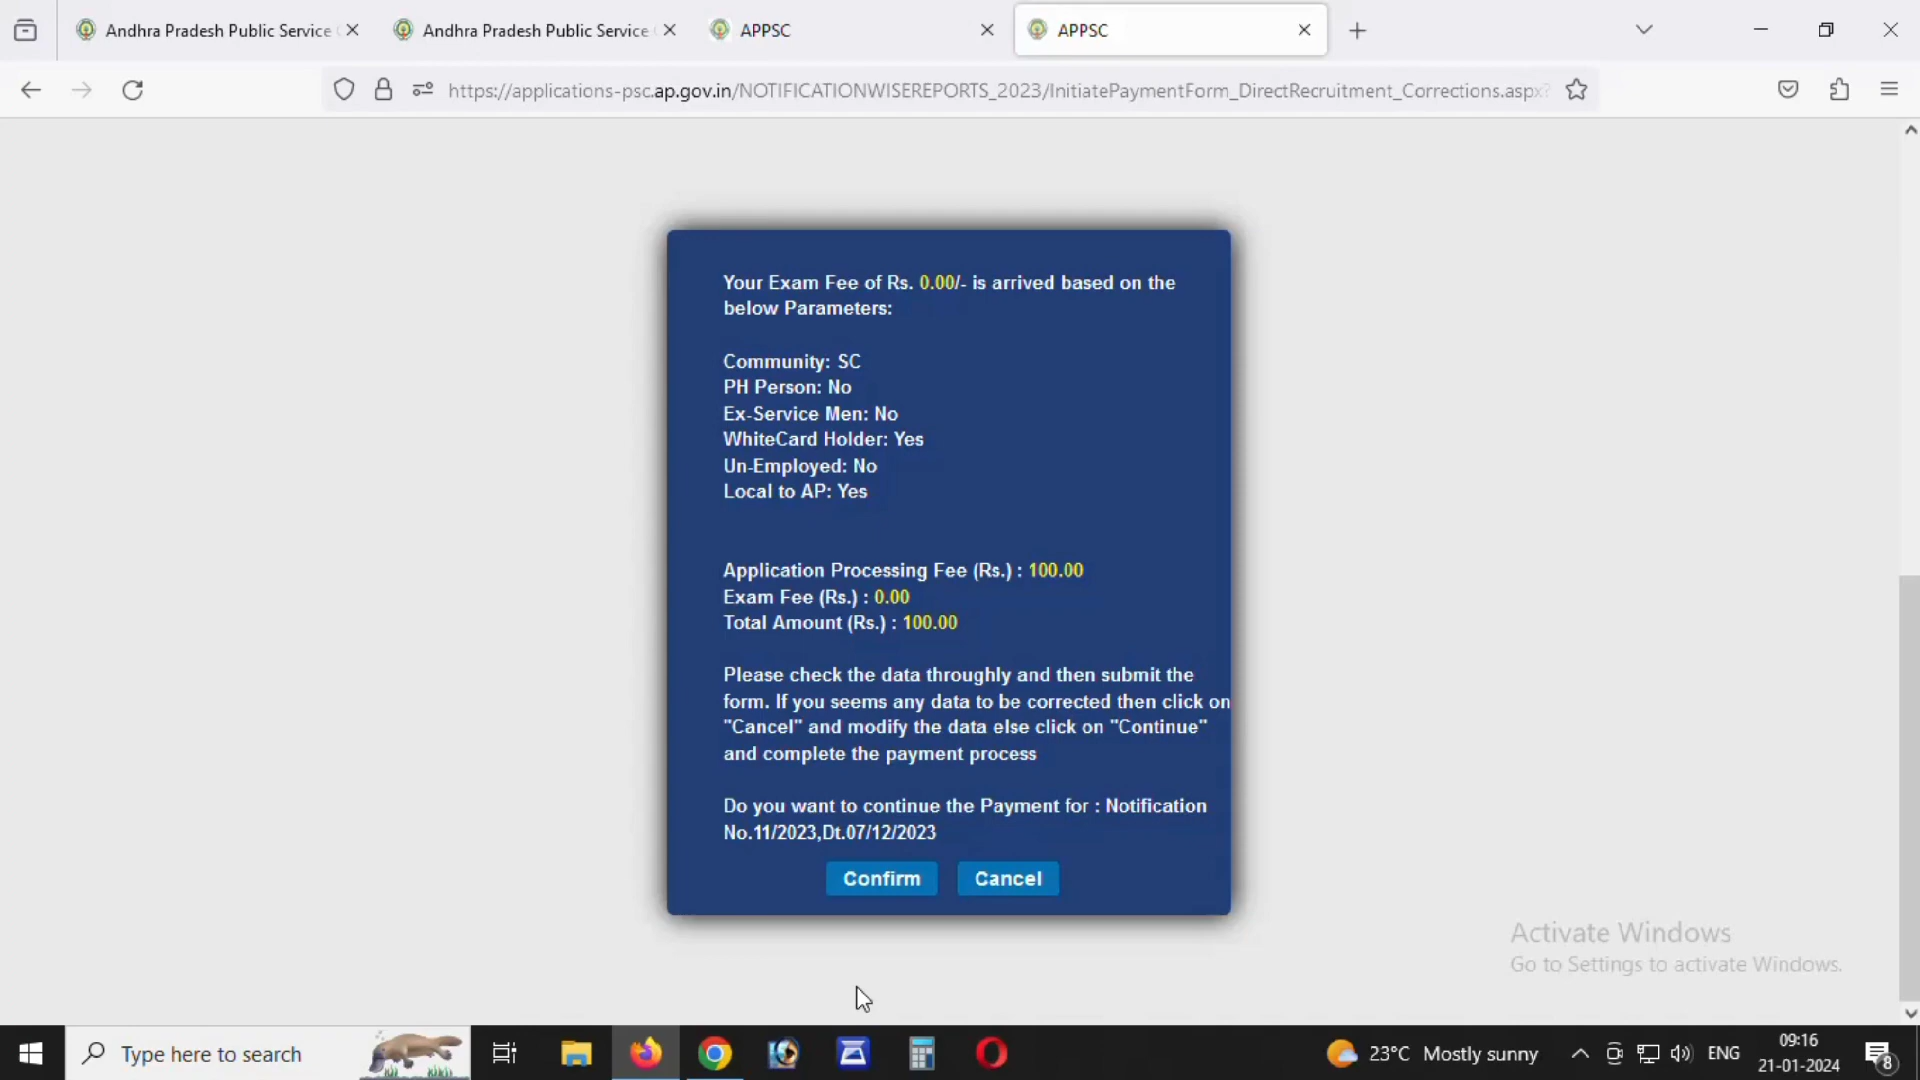 Andhra Pradesh Public Service
Andhra Pradesh Public Service
APPSC
APPSC
https://applications-psc.ap.gov.in/NOTIFICATIONWISEREPORTS_2023/InitiatePaymentForm_DirectRecruitment_Corrections.aspx?
Your Exam Fee of Rs. 0.00/- is arrived based on the
below Parameters:
Community: SC
PH Person: No
Ex-Service Men: No
WhiteCard Holder: Yes
Un-Employed: No
Local to AP: Yes
Application Processing Fee (Rs.) : 100.00
Exam Fee (Rs.) : 0.00
Total Amount (Rs.) : 100.00
Please check the data throughly and then submit the
form. If you seems any data to be corrected then click on
"Cancel" and modify the data else click on "Continue"
and complete the payment process
Do you want to continue the Payment for : Notification
No.11/2023,Dt.07/12/2023
Confirm Cancel
Activate Windows
Go to Settings to activate Windows.
Type here to search
23°C Mostly sunny
ENG
09:16
21-01-2024
8